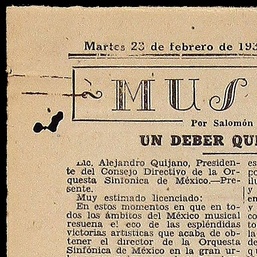 Martes 23 de febrero de 193
MUS
Por Salomón
UN DEBER QU
Lic. Alejandro Quijano, Presiden-
te del Consejo Directivo de la Or-
questa Sinfónica de México.—Pre-
sente.
Muy estimado licenciado:
En estos momentos en que en to-
dos los ámbitos del México musical
resuena el eco de las espléndidas
victorias artísticas que acaba de ob-
tener el director de la Orquesta
Sinfónica de México en la gran ur-